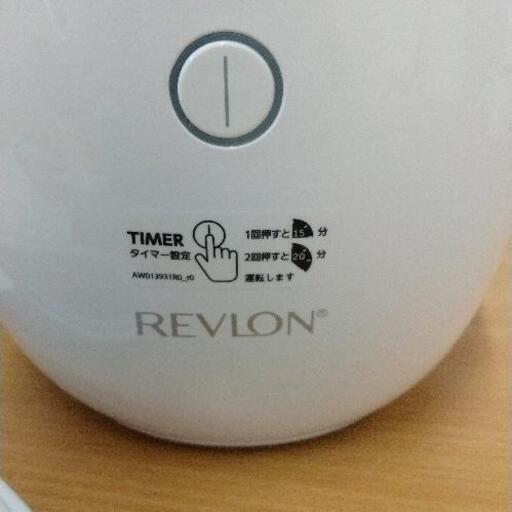 TIMER
タイマー設定
AW013931R0_r0
1回押すと 15 分
2回押すと 20 分
運転します
REVLON®